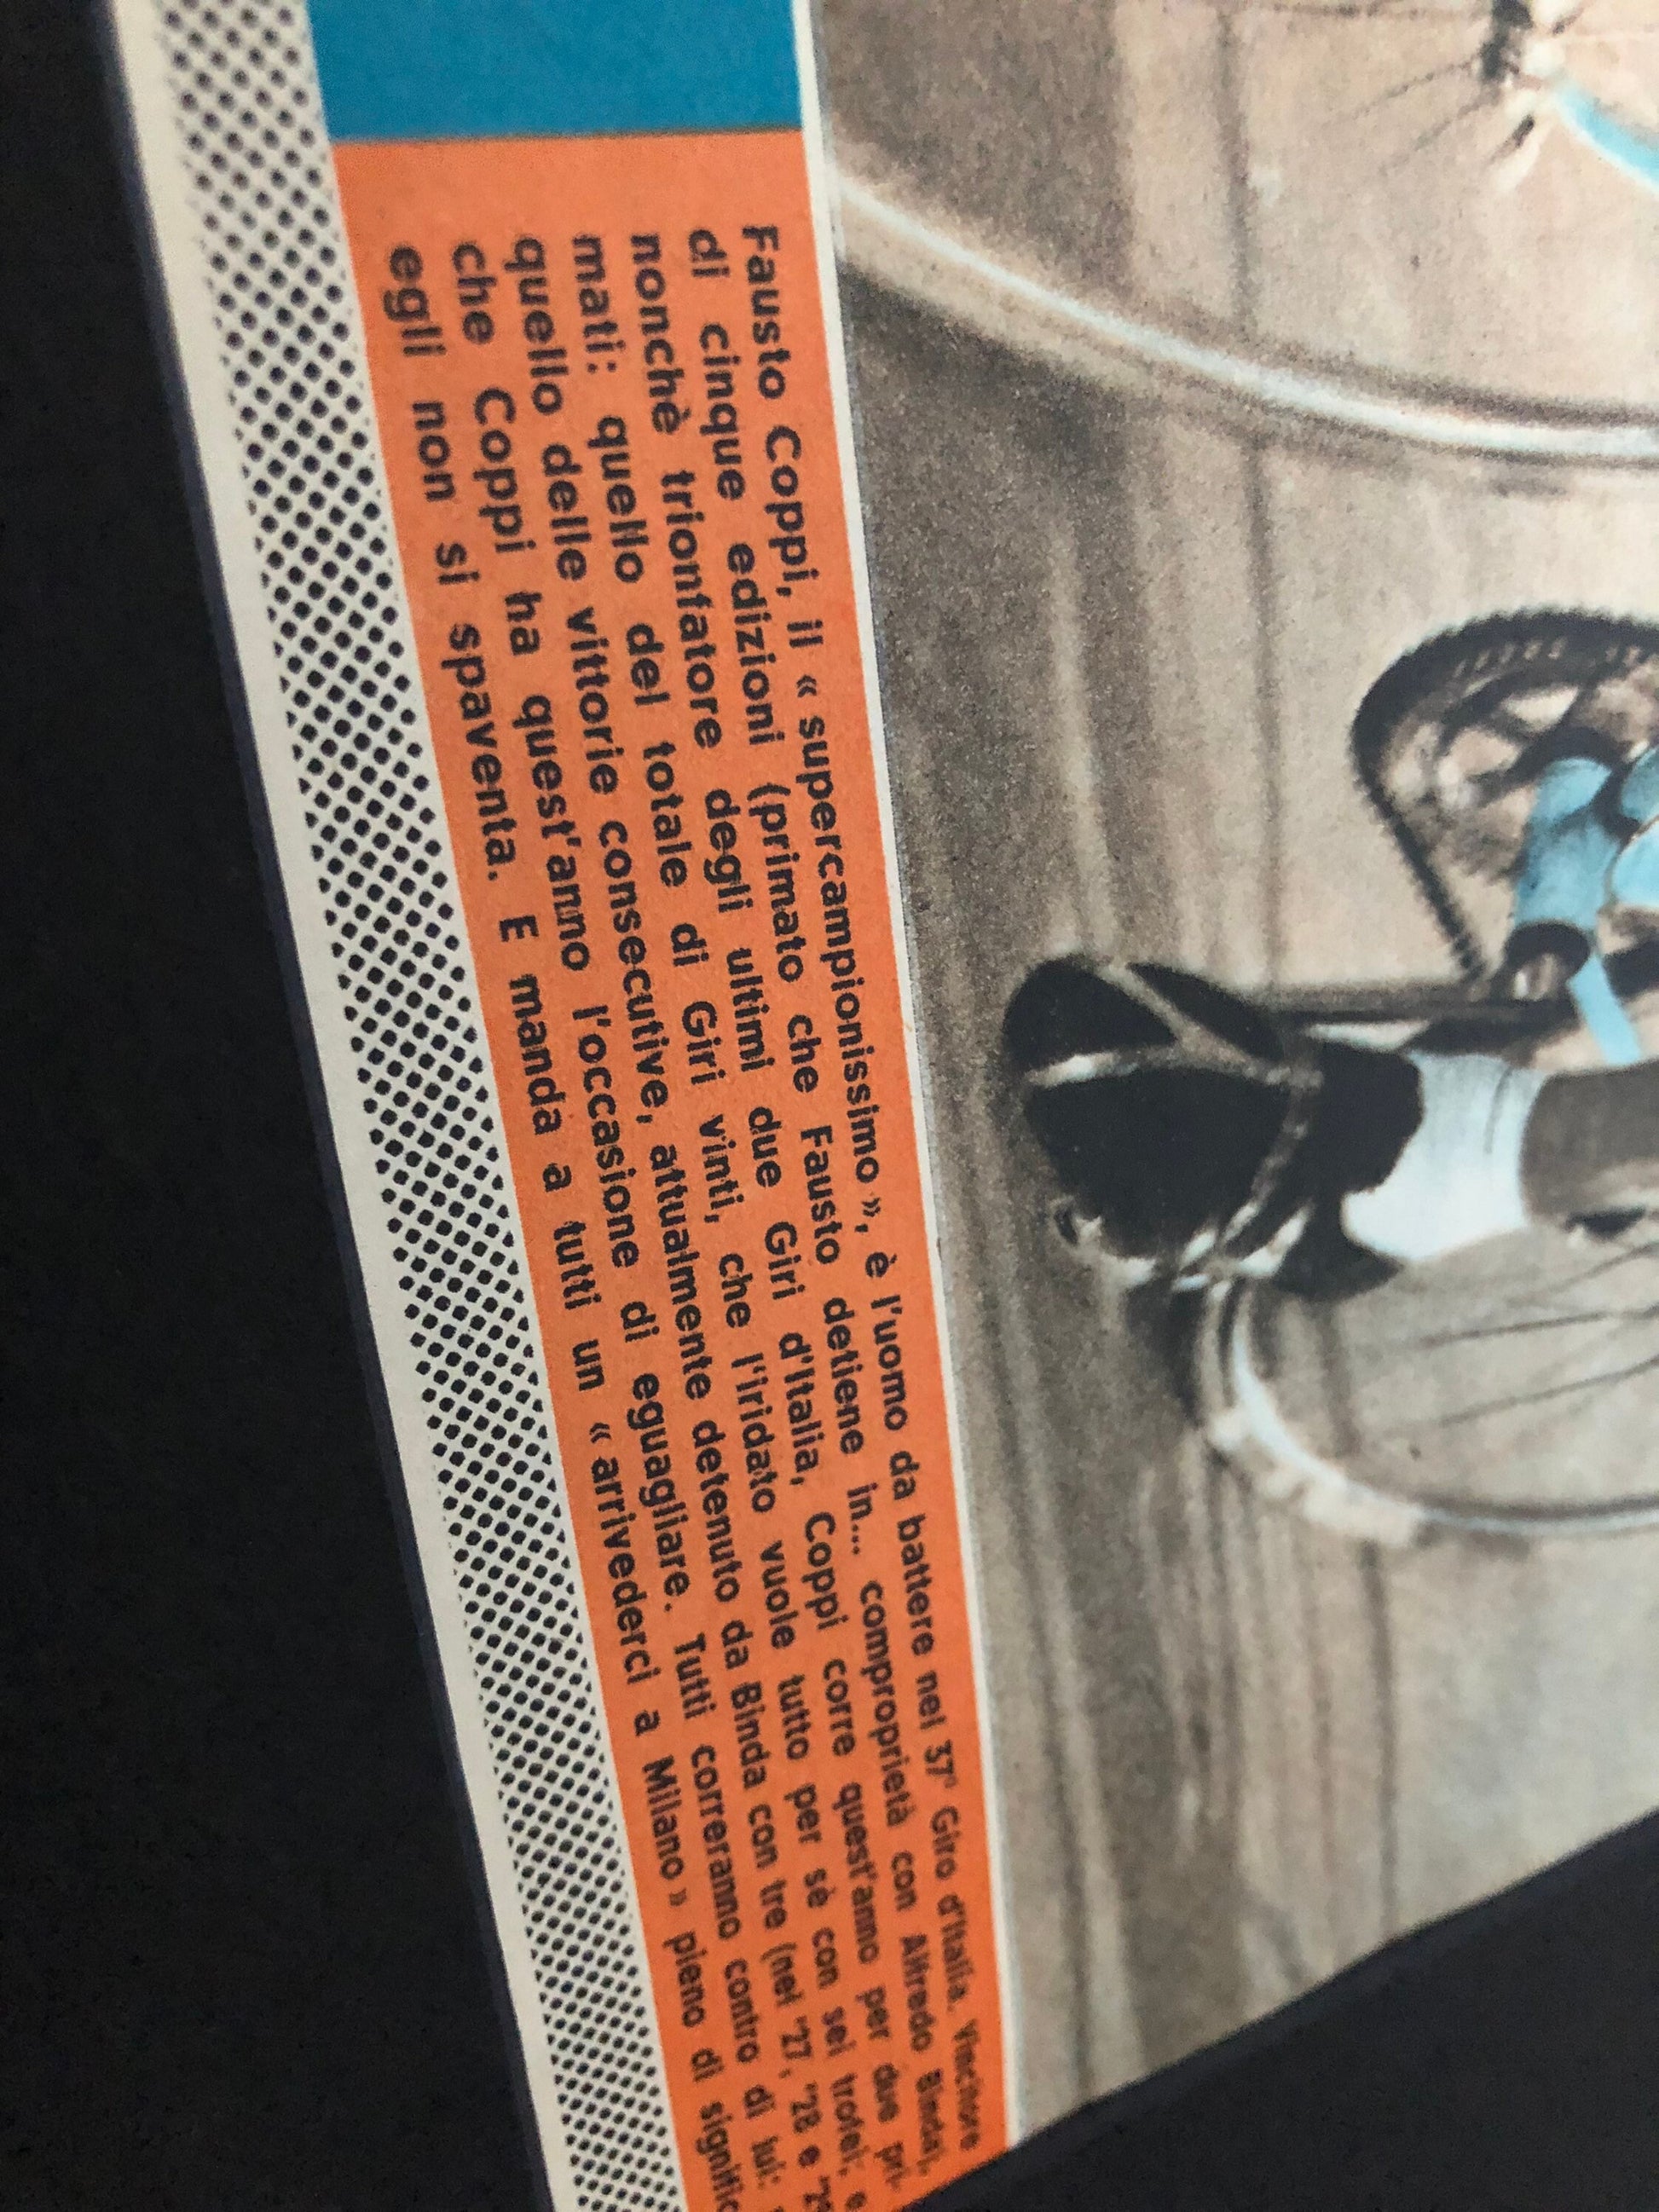 Fausto Coppi, il « supercampionissimo », è l'uomo da battere nel 37° Giro d'Italia. Vincitore
di cinque edizioni (primato che Fausto detiene in... comproprietà con Alfredo Binda),
nonchè trionfatore degli ultimi due Giri d'Italia, Coppi corre quest'anno per due pri-
mati: quello del totale di Giri vinti, che l'iridato vuole tutto per sè con sei trofei; e
quello delle vittorie consecutive, attualmente detenuto da Binda con tre (nel '27, '28 e
che Coppi ha quest'anno l'occasione di eguagliare. Tutti correranno contro di lui:
egli non si spaventa. E manda a tutti un « arrivederci a Milano » pieno di signific